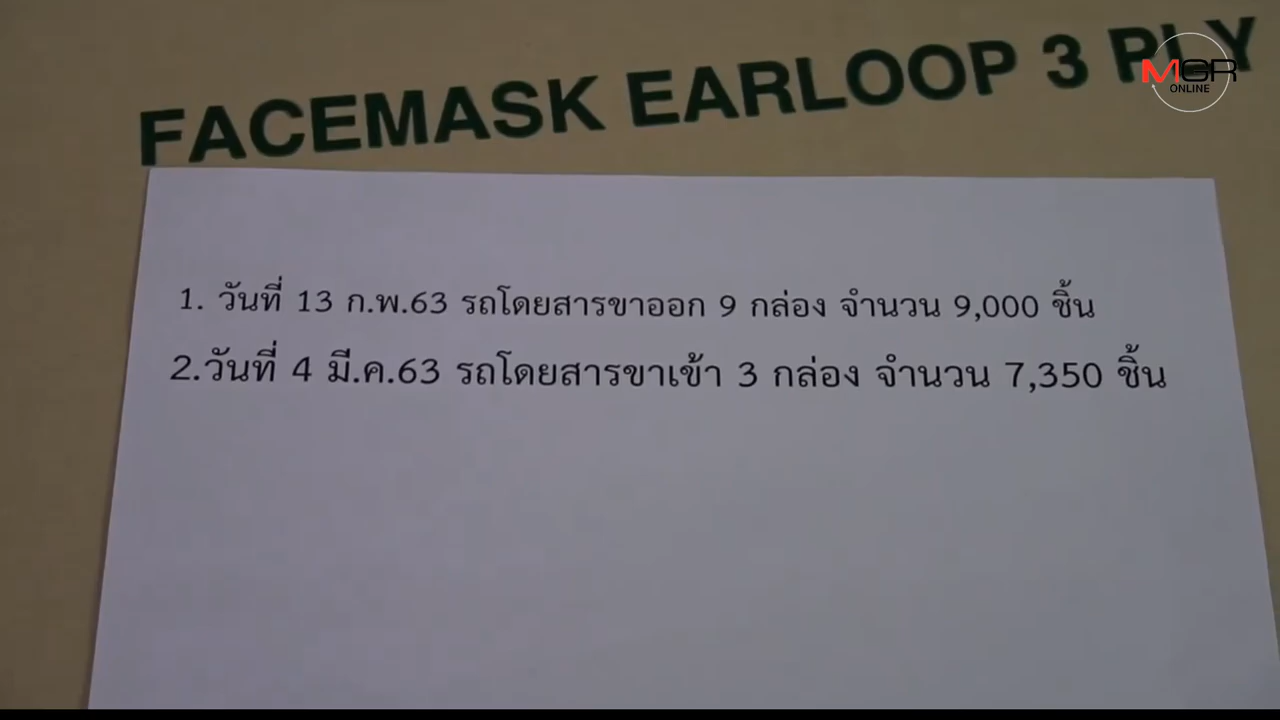 FACEMASK EARLOOP 3 PLY
MGR
ONLINE
1. วันที่ 13 ก.พ.63 รถโดยสารขาออก 9 กล่อง จำนวน 9,000 ชิ้น
2.วันที่ 4 มี.ค.63 รถโดยสารขาเข้า 3 กล่อง จำนวน 7,350 ชิ้น